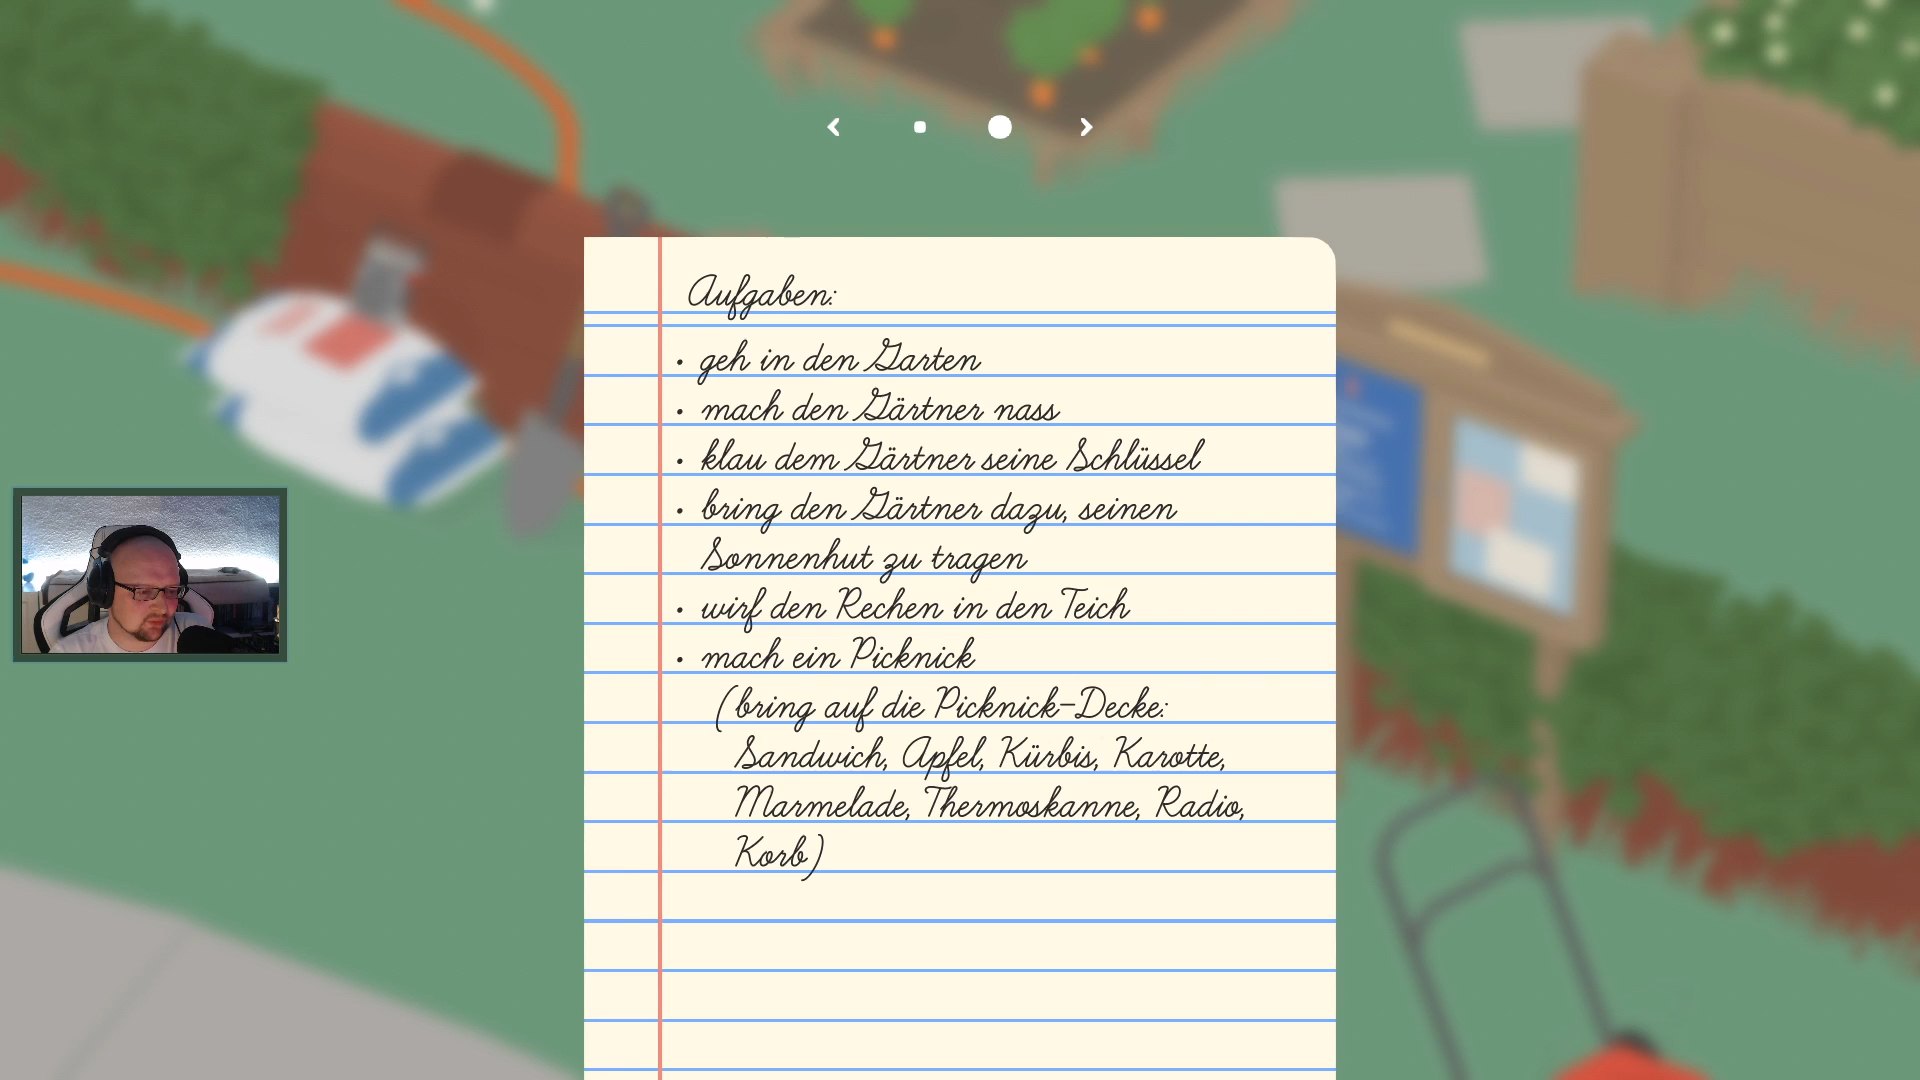 Aufgaben:
• geh in den Garten
• mach den Gärtner nass
• klau dem Gärtner seine Schlüssel
• bring den Gärtner dazu, seinen
Sonnenhut zu tragen
• wirf den Rechen in den Teich
• mach ein Picknick
(bring auf die Picknick-Decke:
Sandwich, Apfel, Kürbis, Karotte,
Marmelade, Thermoskanne, Radio,
Korb)